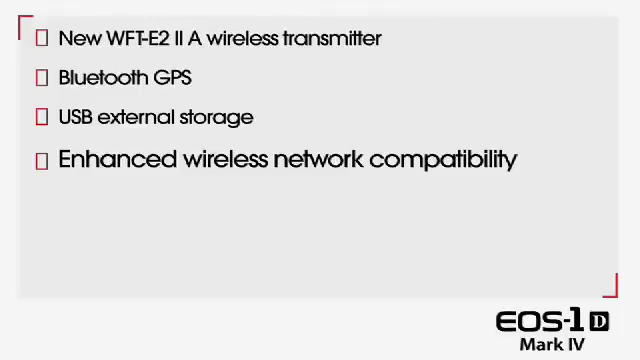 New WFT-E2 II A wireless transmitter
Bluetooth GPS
USB external storage
Enhanced wireless network compatibility
EOS-1D
Mark IV